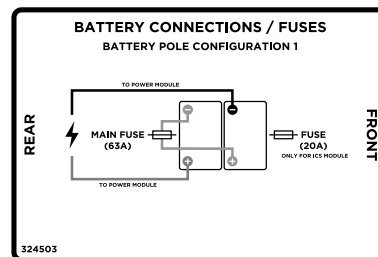 BATTERY CONNECTIONS / FUSES
BATTERY POLE CONFIGURATION 1
TO POWER MODULE
REAR
MAIN FUSE
(63A)
FUSE
(20A)
ONLY FOR ICS MODULE
FRONT
TO POWER MODULE
324503